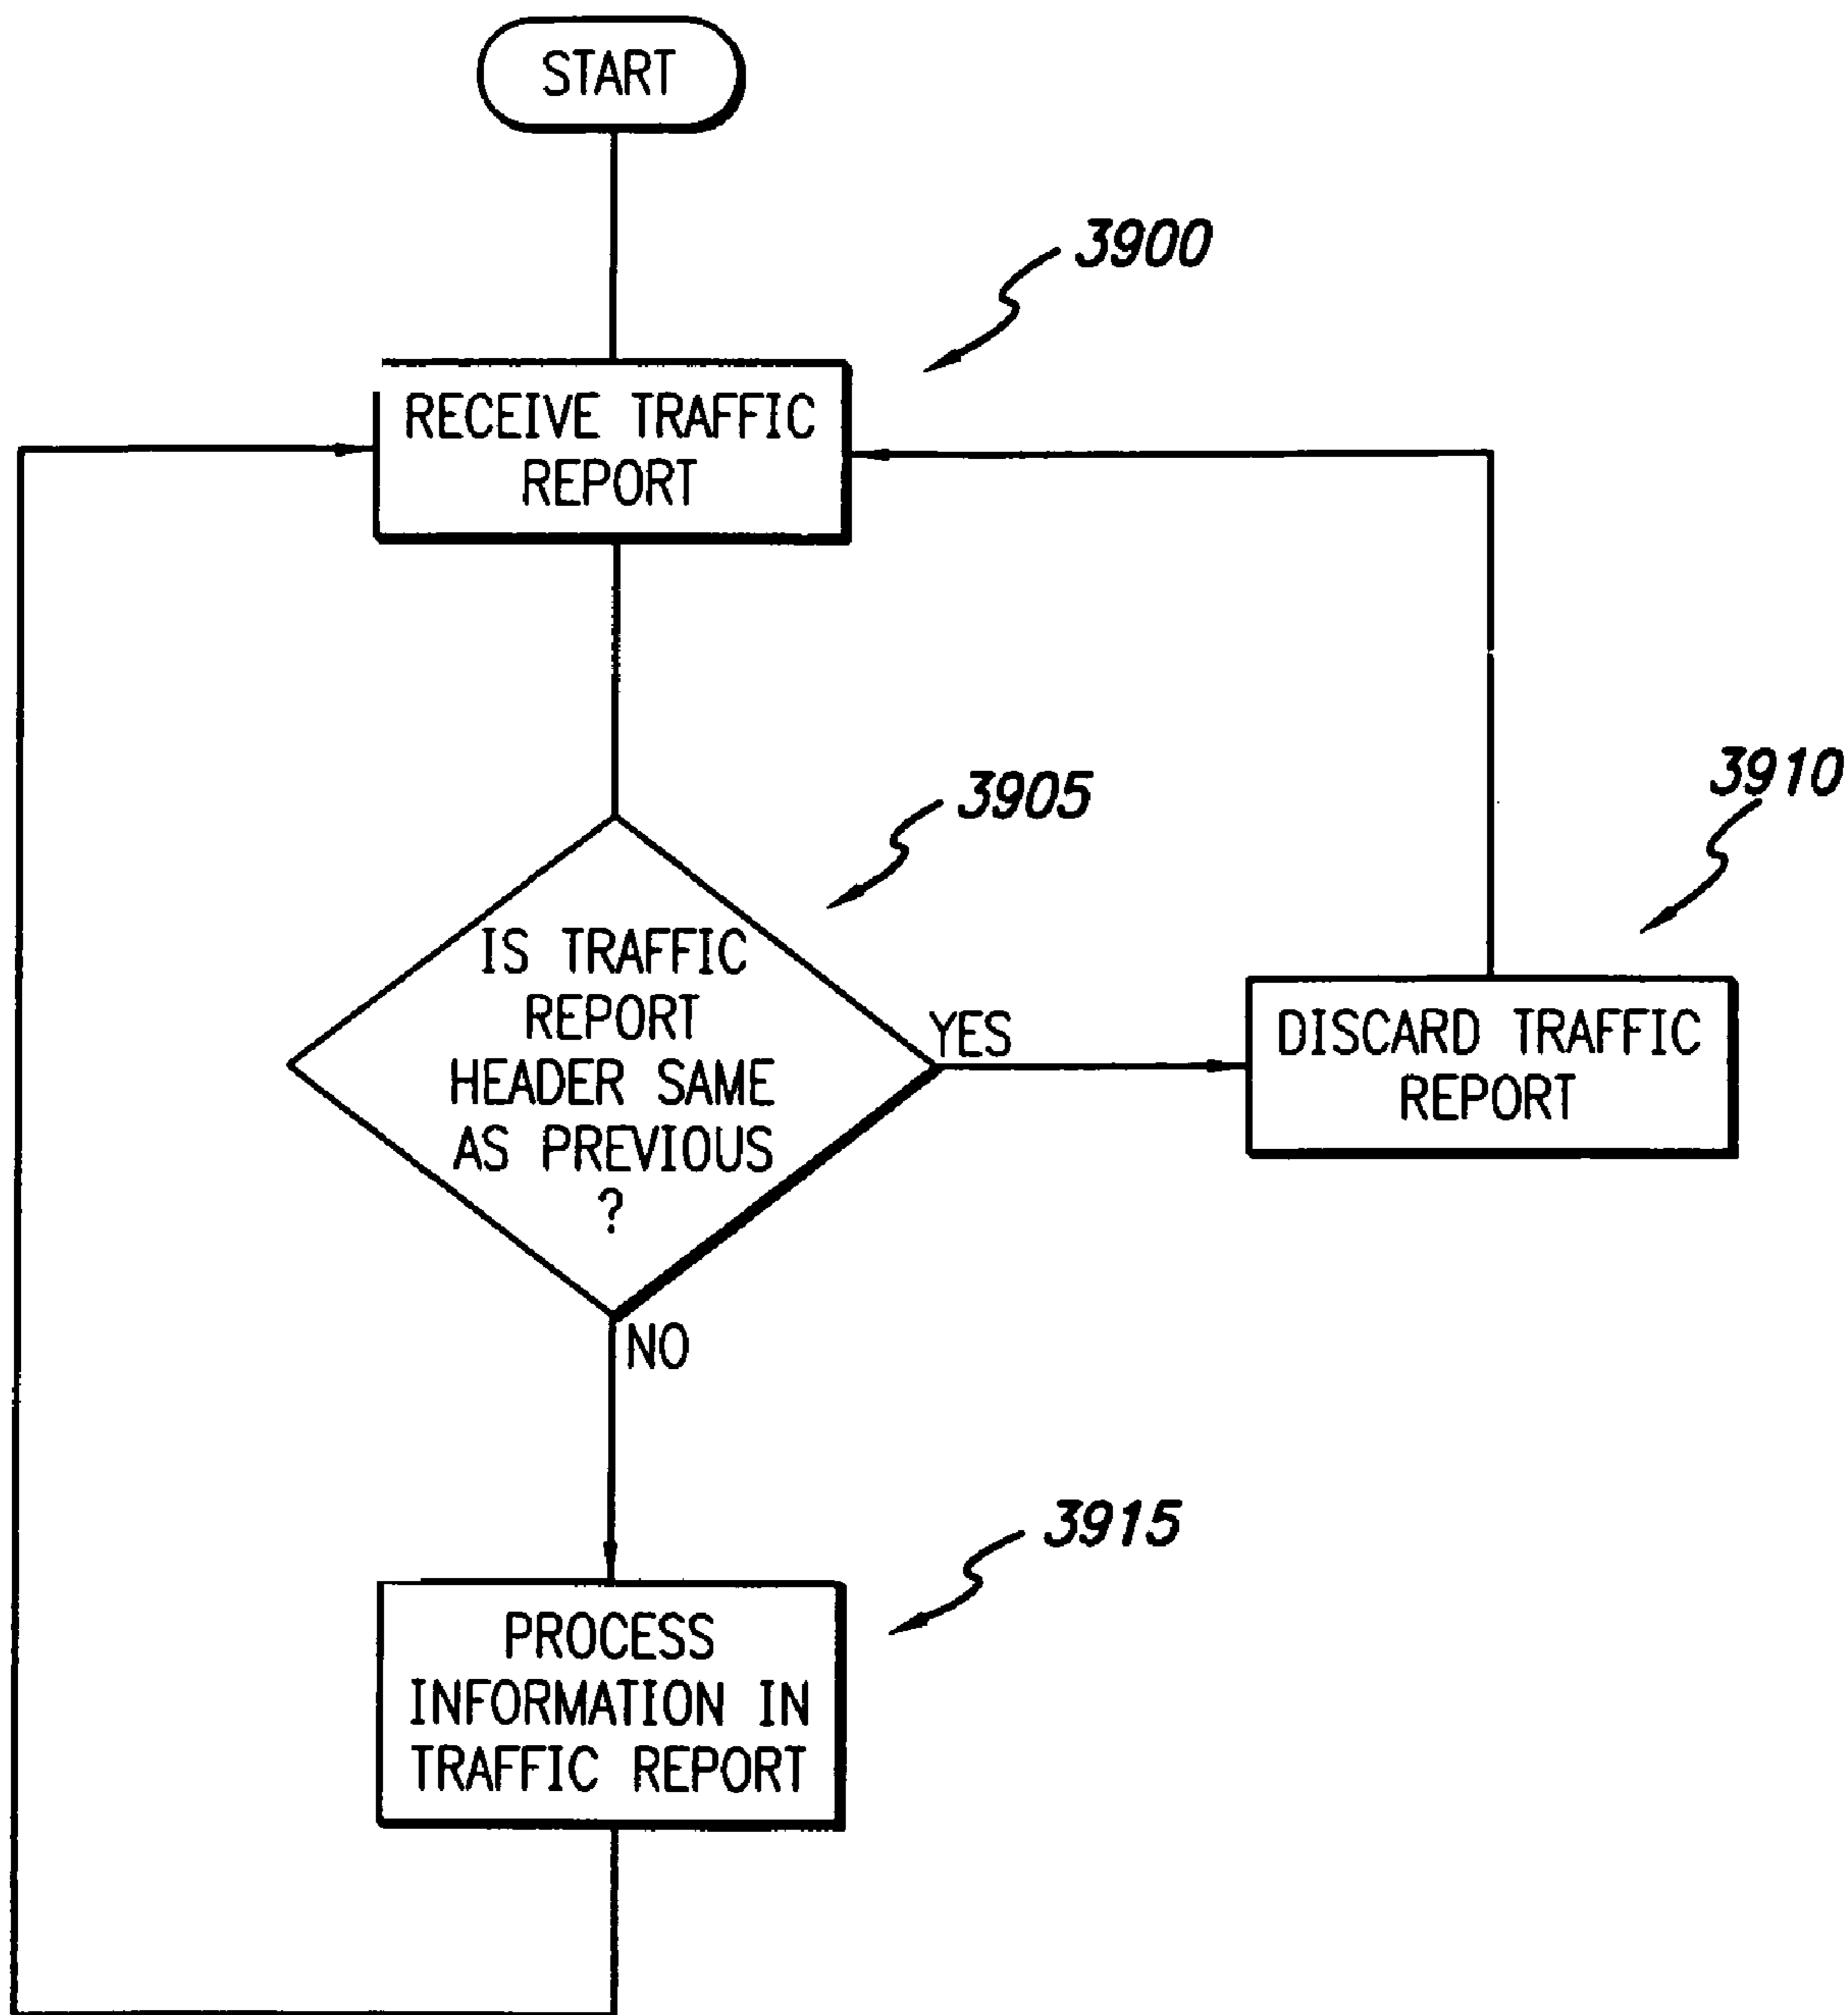 START
3900
RECEIVE TRAFFIC
REPORT
3905
3910
IS TRAFFIC
REPORT
HEADER SAME
AS PREVIOUS
?
YES
DISCARD TRAFFIC
REPORT
NO
3915
PROCESS
INFORMATION IN
TRAFFIC REPORT